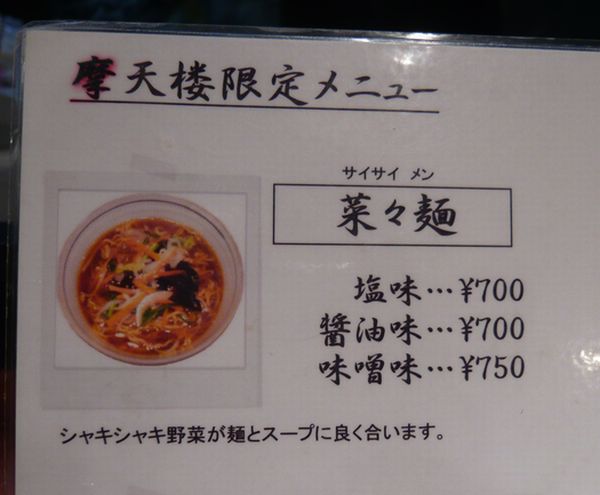 摩天楼限定メニュー
サイサイ メン
菜々麺
塩味…¥700
醤油味…¥700
味噌味…¥750
シャキシャキ野菜が麺とスープに良く合います。